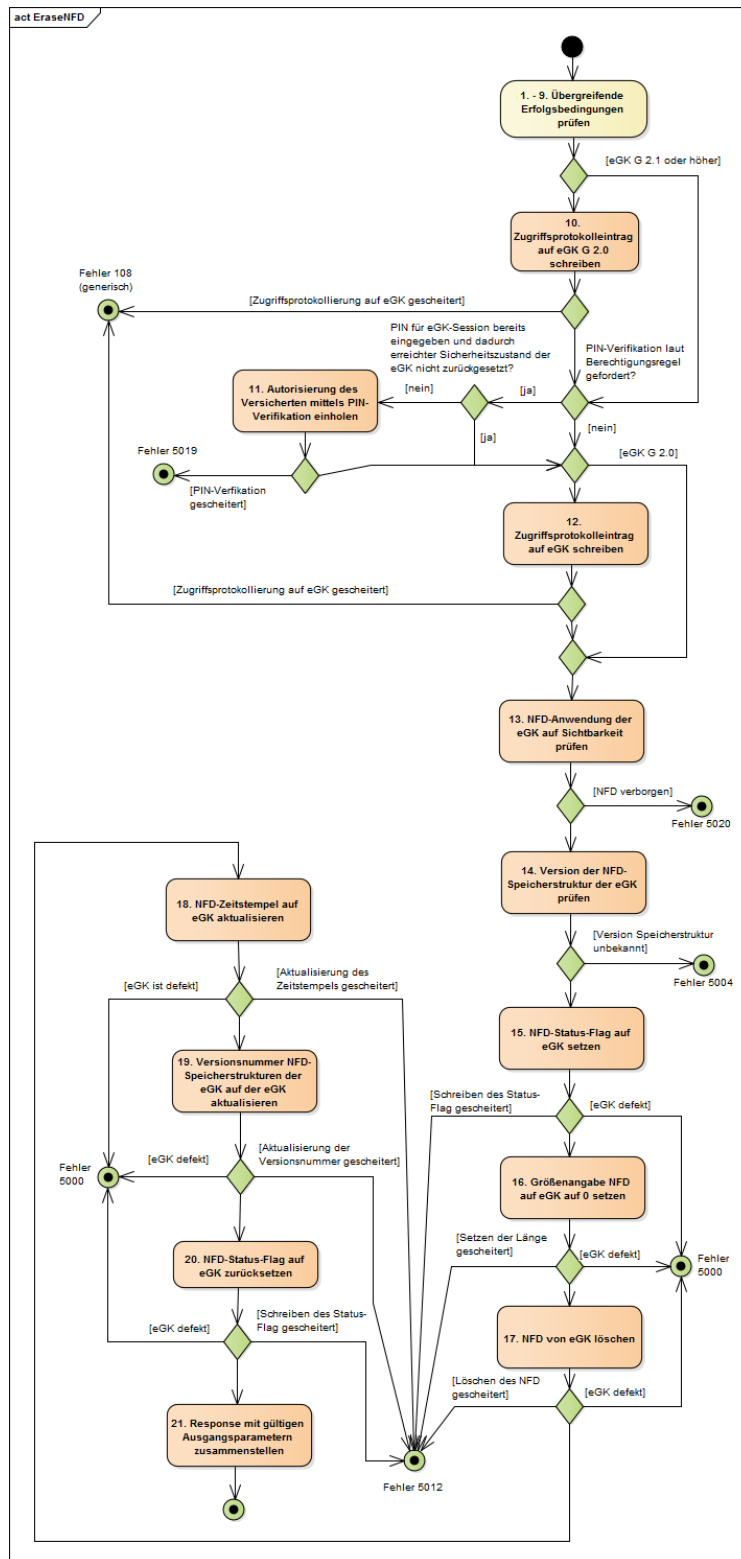 act EraseNFD
1. - 9. Übergreifende
Erfolgsbedingungen
prüfen
[eGK G 2.1 oder höher]
10.
Zugriffsprotokolleintrag
auf eGK G 2.0
schreiben
Fehler 108
(generisch)
[Zugriffsprotokollierung auf eGK gescheitert]
PIN für eGK-Session bereits
eingegeben und dadurch
erreichter Sicherheitszustand der
eGK nicht zurückgesetzt?
PIN-Verifikation laut
Berechtigungsregel
gefordert?
11. Autorisierung des
Versicherten mittels PIN-
Verifikation einholen
[nein]
[ja]
[nein]
[ja]
Fehler 5019
[PIN-Verfikation
gescheitert]
[eGK G 2.0]
12.
Zugriffsprotokolleintrag
auf eGK schreiben
[Zugriffsprotokollierung auf eGK gescheitert]
13. NFD-Anwendung der
eGK auf Sichtbarkeit
prüfen
[NFD verborgen]
Fehler 5020
14. Version der NFD-
Speicherstruktur der eGK
prüfen
[Version Speicherstruktur
unbekannt]
Fehler 5004
15. NFD-Status-Flag auf
eGK setzen
[Schreiben des Status-
Flag gescheitert]
[eGK defekt]
16. Größenangabe NFD
auf eGK auf 0 setzen
[Setzen der Länge
gescheitert]
[eGK defekt]
Fehler
5000
17. NFD von eGK löschen
[Löschen des NFD
gescheitert]
[eGK defekt]
18. NFD-Zeitstempel auf
eGK aktualisieren
[eGK ist defekt]
[Aktualisierung des
Zeitstempels gescheitert]
19. Versionsnummer NFD-
Speicherstrukturen der
eGK auf der eGK
aktualisieren
Fehler
5000
[eGK defekt]
[Aktualisierung der
Versionsnummer gescheitert]
20. NFD-Status-Flag auf
eGK zurücksetzen
[eGK defekt]
[Schreiben des Status-
Flag gescheitert]
21. Response mit gültigen
Ausgangsparametern
zusammenstellen
Fehler 5012